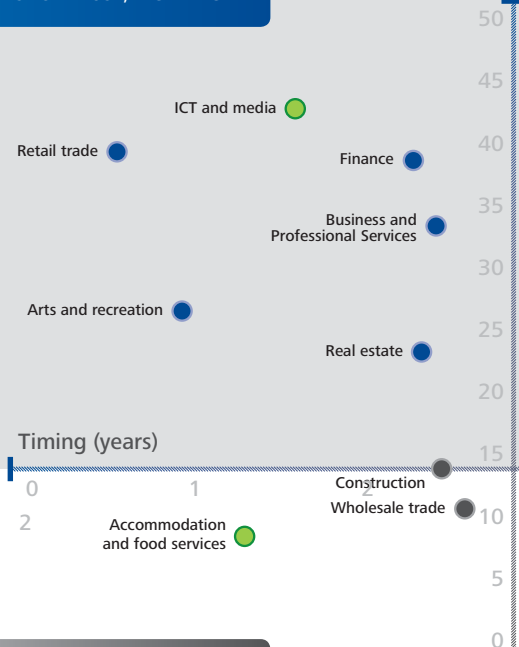 50
45
ICT and media
40
Retail trade
Finance
35
Business and
Professional Services
30
Arts and recreation
25
Real estate
20
Timing (years)
15
0
1
2
Construction
Wholesale trade
10
2
Accommodation
and food services
5
0